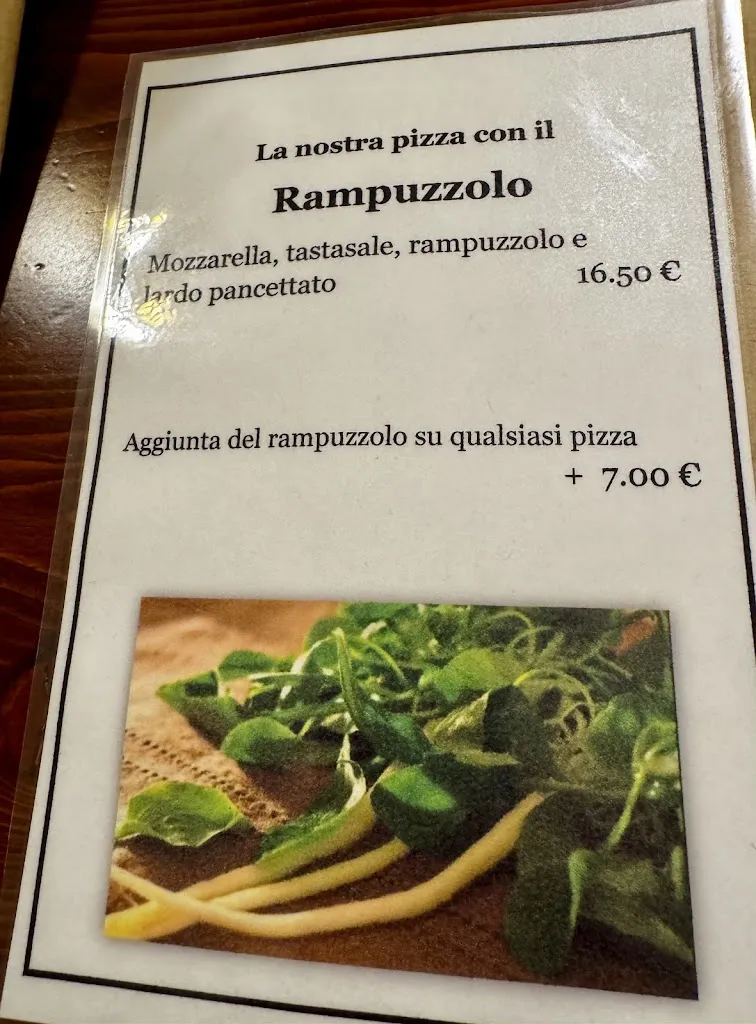 La nostra pizza con il
Rampuzzolo
Mozzarella, tastasale, rampuzzolo e
lardo pancettato 16.50 €
Aggiunta del rampuzzolo su qualsiasi pizza
+ 7.00 €